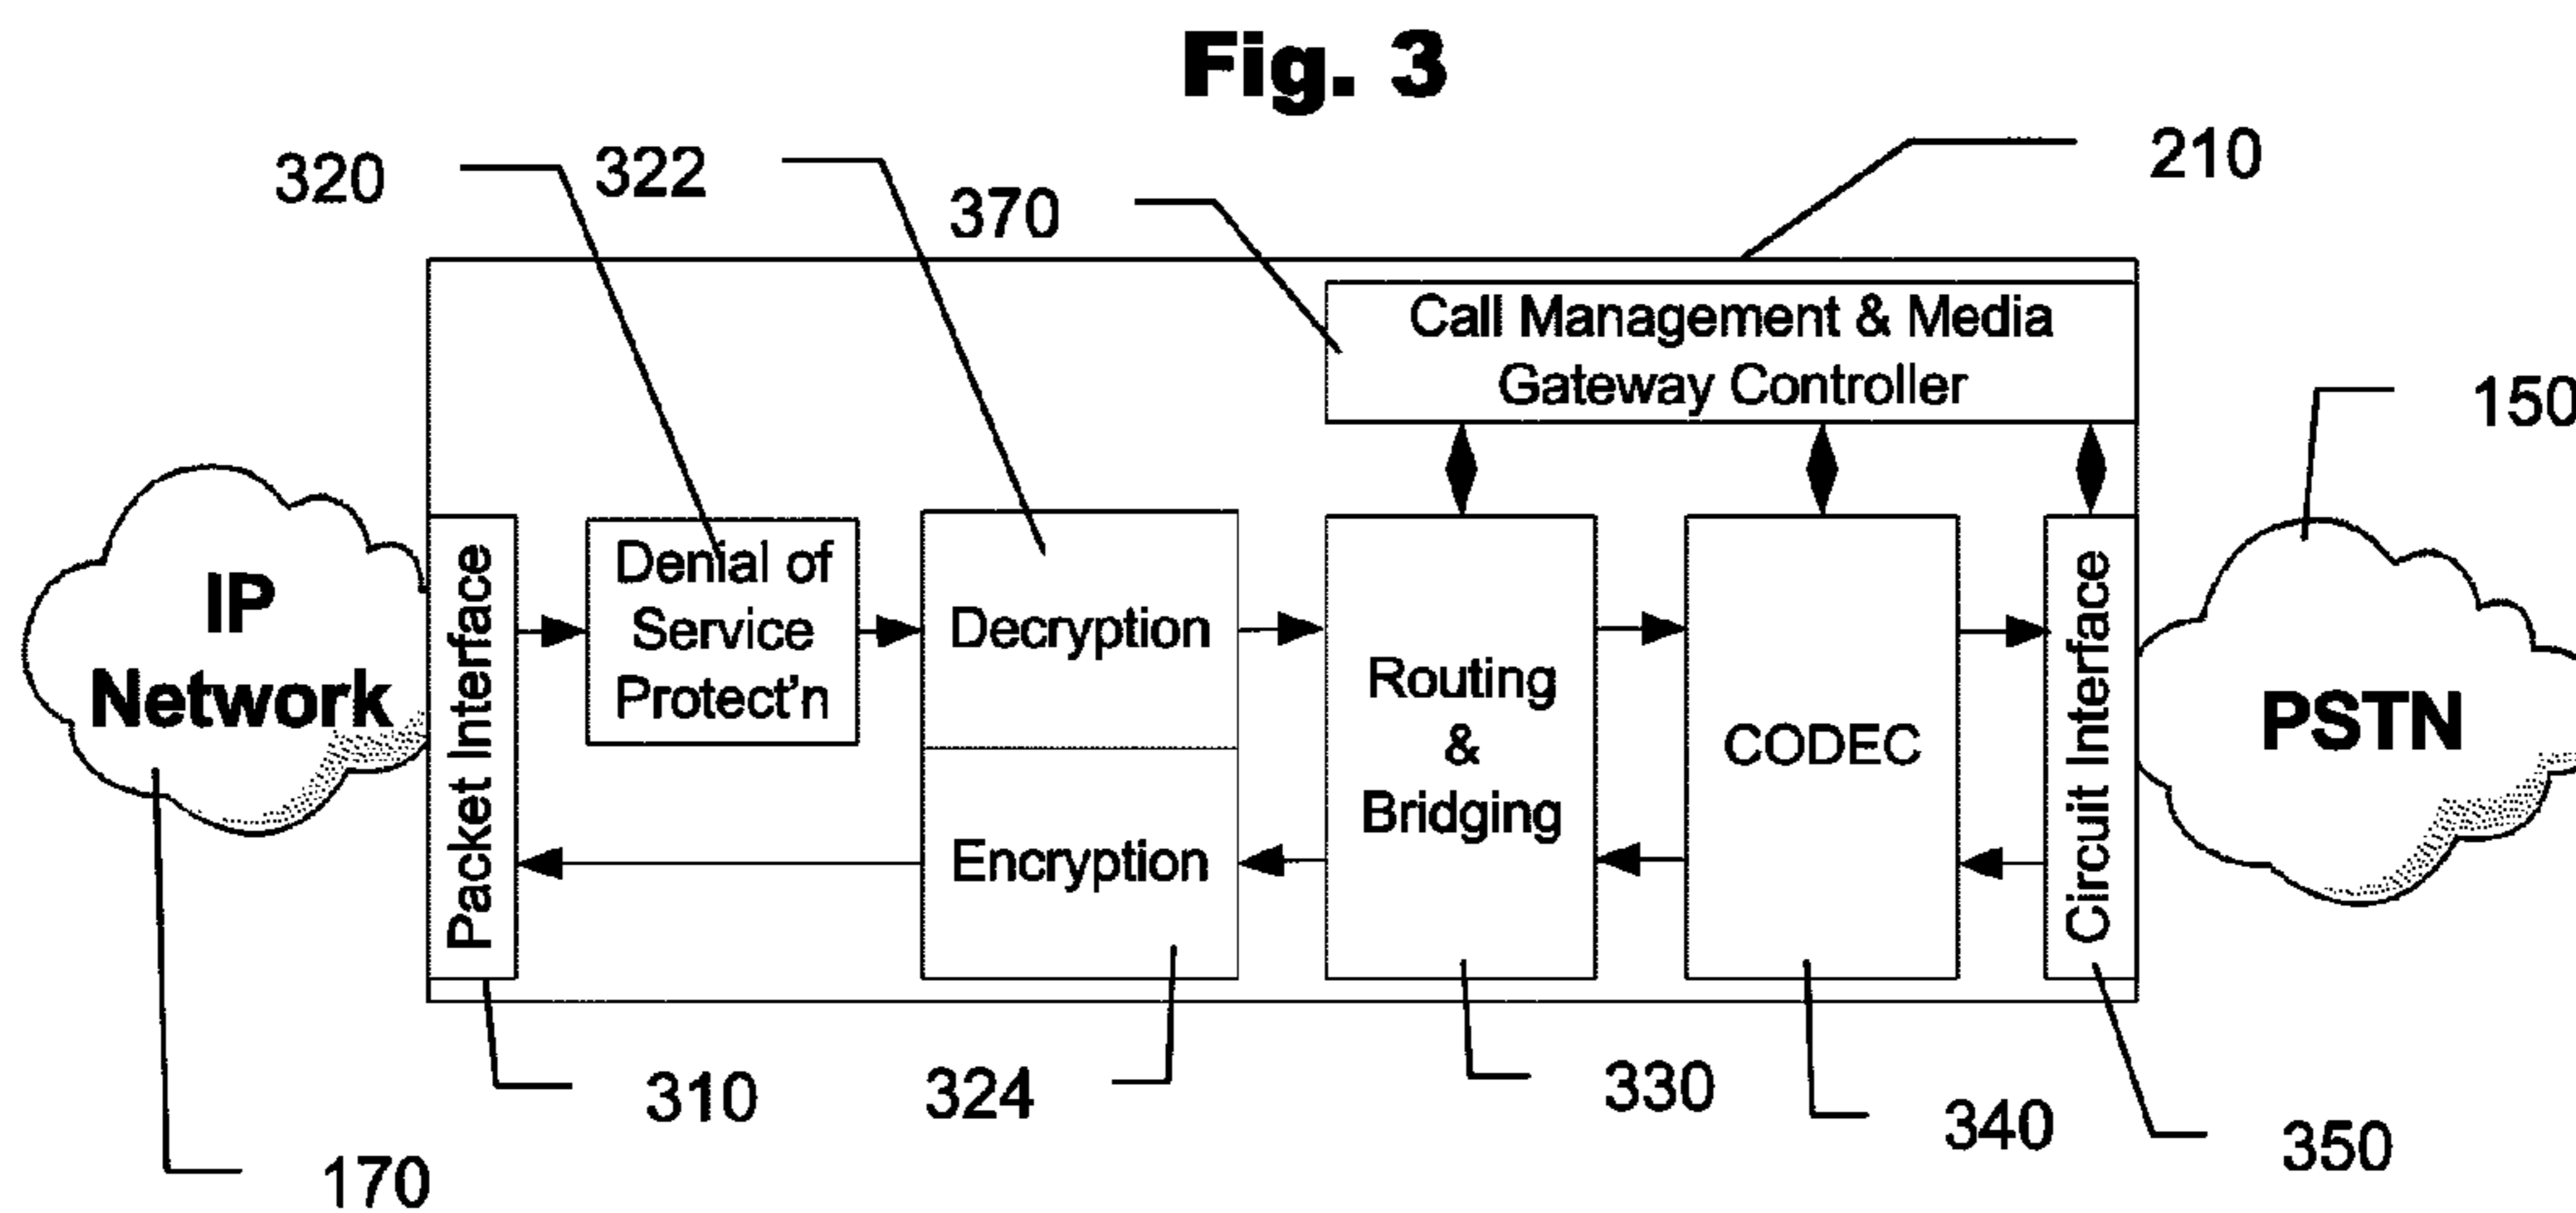 Fig. 3
320
322
370
210
150
Call Management & Media
Gateway Controller
IP
Network
Packet Interface
Denial of
Service
Protect'n
Decryption
Encryption
Routing
&
Bridging
CODEC
Circuit Interface
PSTN
310
324
330
340
350
170